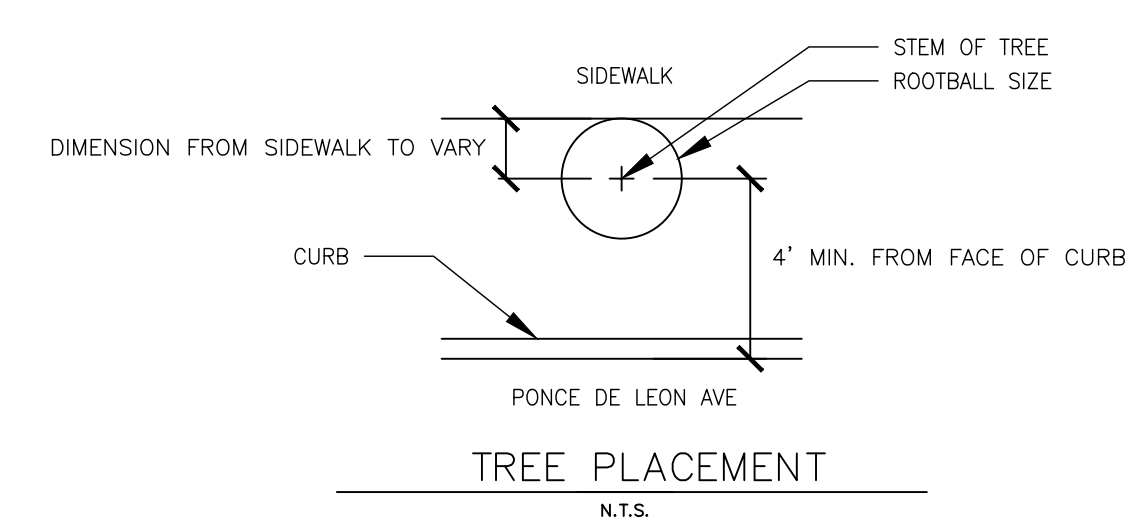 STEM OF TREE
SIDEWALK
ROOTBALL SIZE
DIMENSION FROM SIDEWALK TO VARY
CURB
4' MIN. FROM FACE OF CURB
PONCE DE LEON AVE
TREE PLACEMENT
N.T.S.